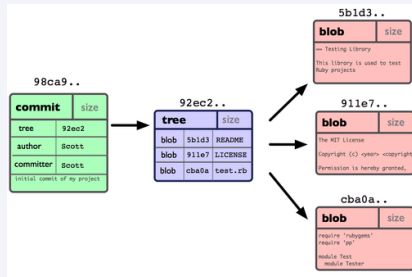 98ca9..
commit size
tree 92ec2
author Scott
committer Scott
initial commit of my project
92ec2..
tree size
blob 5b1d3 README
blob 911e7 LICENSE
blob cba0a test.rb
5b1d3..
blob size
== Testing Library
This library is used to test
Ruby projects
911e7..
blob size
The MIT License
Copyright (c) <year> <copyright
Permission is hereby granted,
cba0a..
blob size
require 'rubygems'
require 'pp'
module Test
module Tester